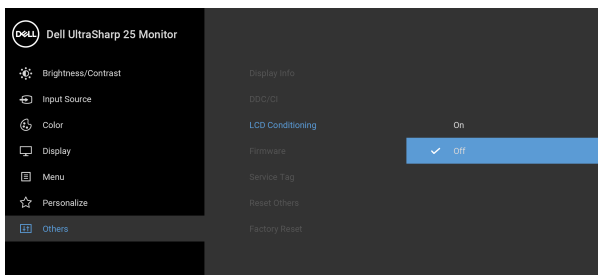 DELL
Dell UltraSharp 25 Monitor
Brightness/Contrast
Input Source
Color
Display
Menu
Personalize
Others
Display Info
DDC/CI
LCD Conditioning
Firmware
Service Tag
Reset Others
Factory Reset
On
Off